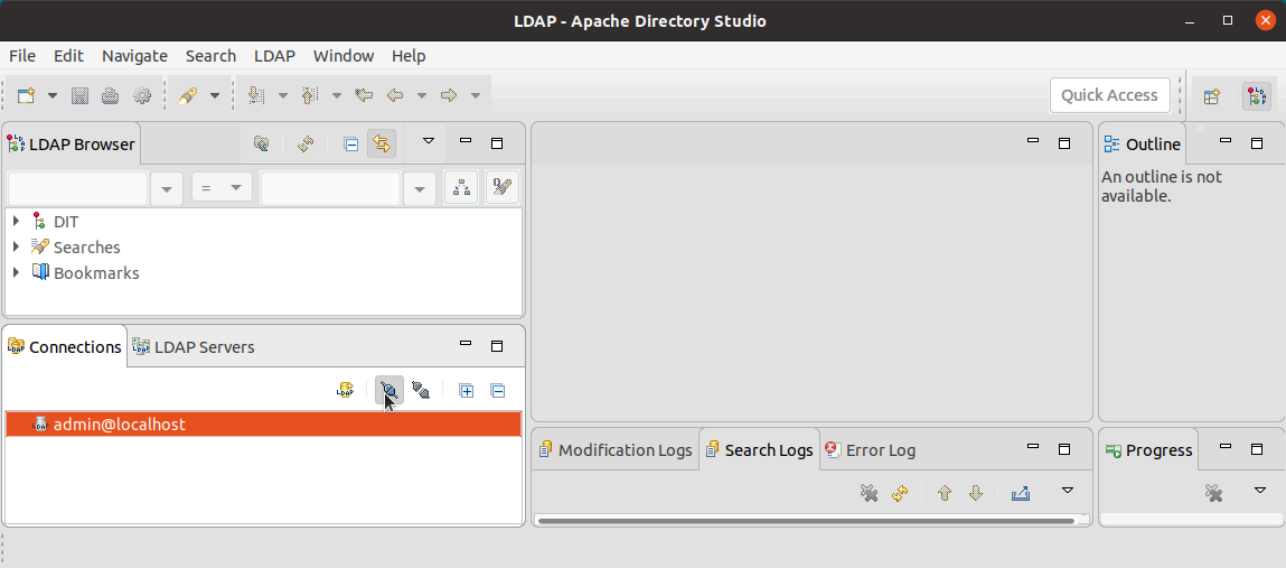 LDAP - Apache Directory Studio
File Edit Navigate Search LDAP Window Help
Quick Access
LDAP Browser
=
DIT
Searches
Bookmarks
Outline
An outline is not
available.
Connections LDAP Servers
LDAP
admin@localhost
Modification Logs Search Logs Error Log
Progress